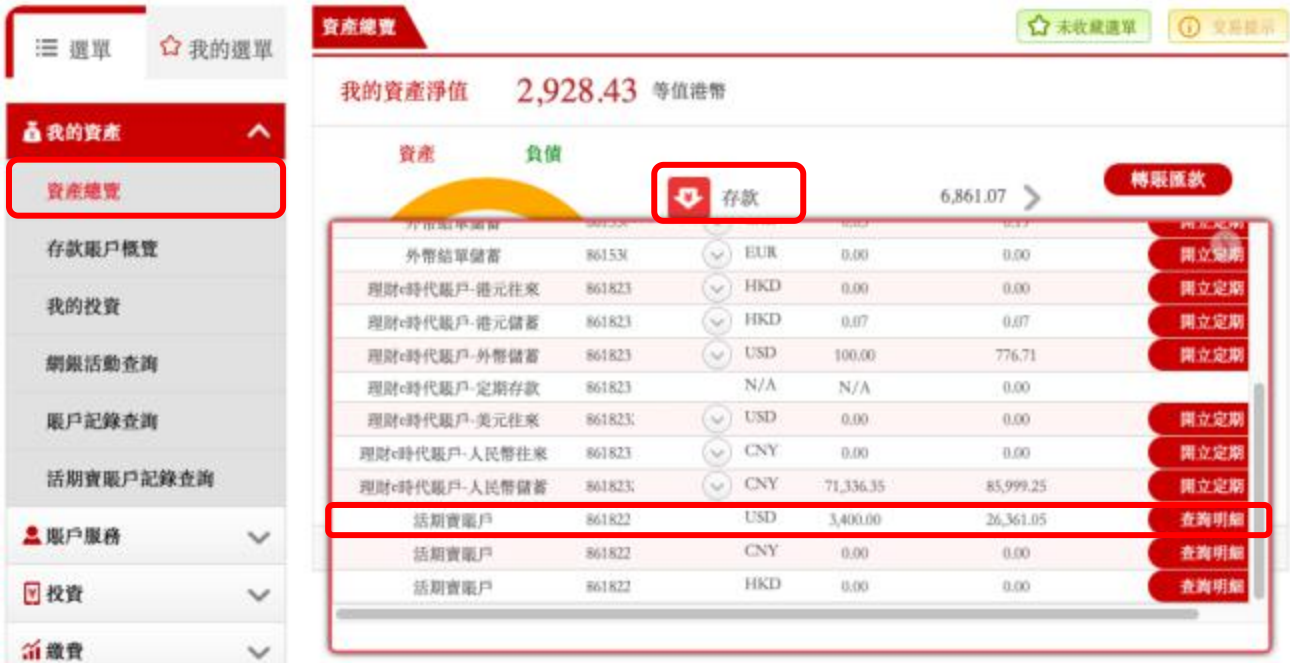 選單
我的選單
我的資產
資產總覽
存款賬戶概覽
我的投資
網銀活動查詢
賬戶記錄查詢
活期寶賬戶記錄查詢
賬戶服務
投資
繳費
資產總覽
未收藏選單
交易提示
我的資產淨值 2,928.43 等值港幣
資產 負債
存款 6,861.07
轉賬匯款
外幣結單儲蓄 86153 EUR 0.00 0.00 開立定期
理財e時代賬戶-港元往來 861823 HKD 0.00 0.00 開立定期
理財e時代賬戶-港元儲蓄 861823 HKD 0.07 0.07 開立定期
理財e時代賬戶-外幣儲蓄 861823 USD 100.00 776.71 開立定期
理財e時代賬戶-定期存款 861823 N/A N/A 0.00
理財e時代賬戶-美元往來 861823 USD 0.00 0.00 開立定期
理財e時代賬戶-人民幣往來 861823 CNY 0.00 0.00 開立定期
理財e時代賬戶-人民幣儲蓄 861823 CNY 71,336.35 85,999.25 開立定期
活期寶賬戶 861822 USD 3,400.00 26,361.05 查詢明細
活期寶賬戶 861822 CNY 0.00 0.00 查詢明細
活期寶賬戶 861822 HKD 0.00 0.00 查詢明細